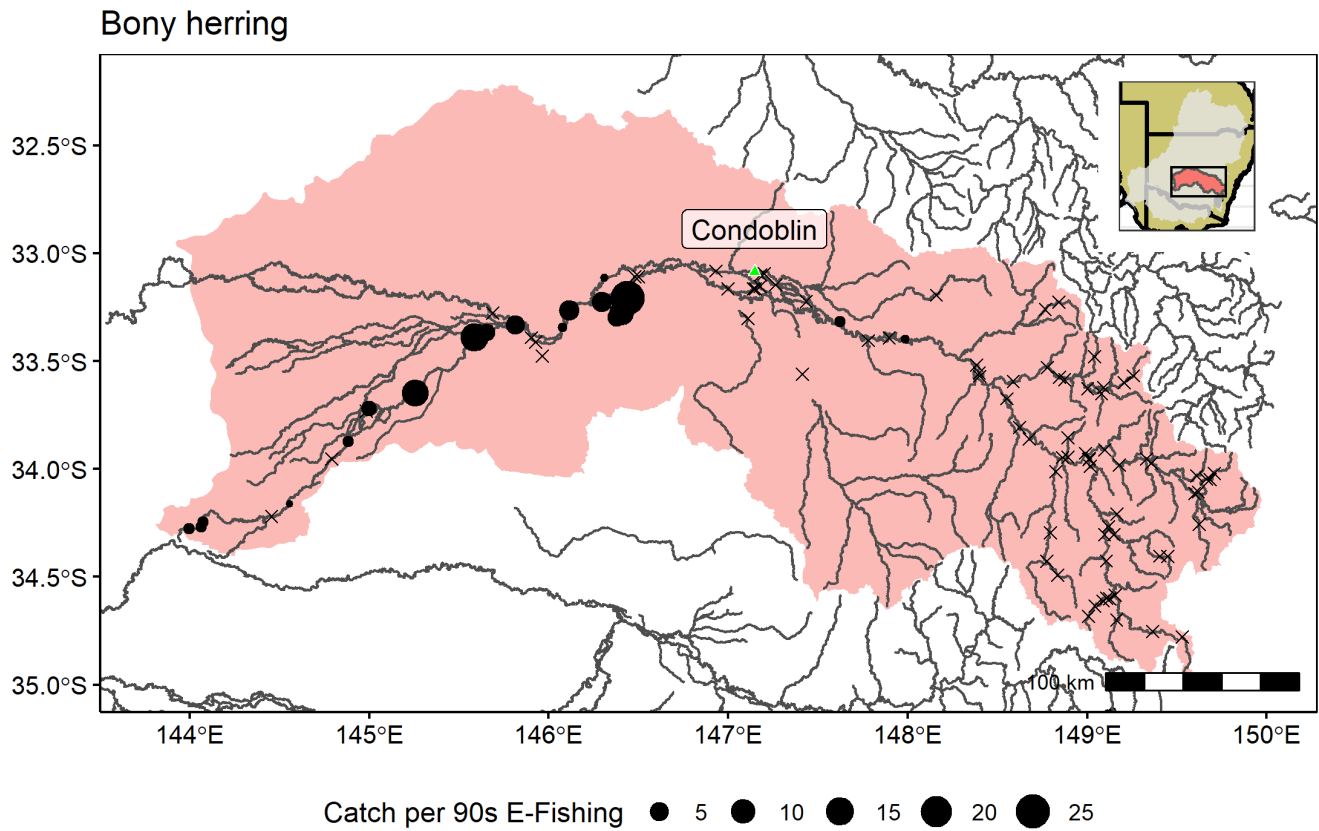 Bony herring
32.5°S
33.0°S
33.5°S
34.0°S
34.5°S
35.0°S
Condoblin
100 km
144°E 145°E 146°E 147°E 148°E 149°E 150°E
Catch per 90s E-Fishing 5 10 15 20 25